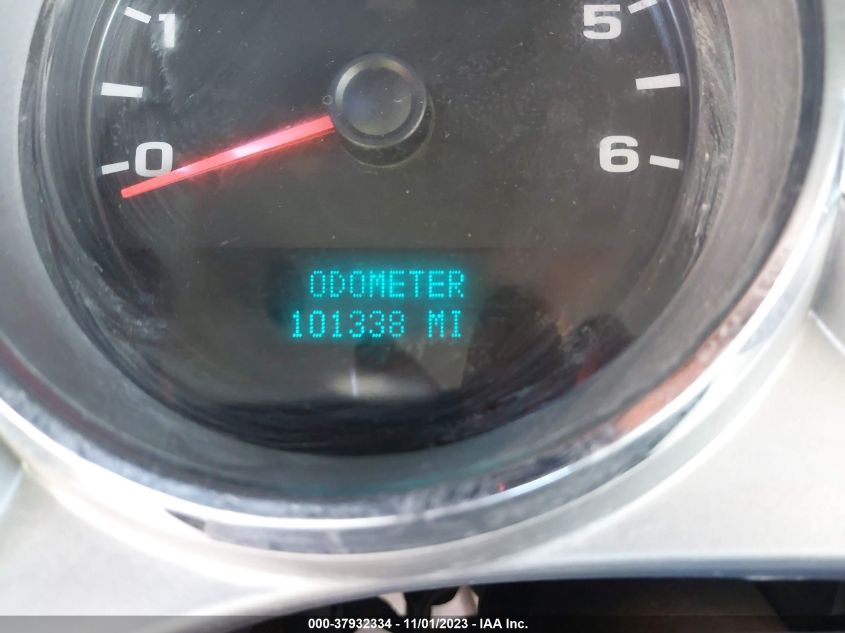 1 5
0 6
ODOMETER
101338 MI
000-37932334 - 11/01/2023 - IAA Inc.